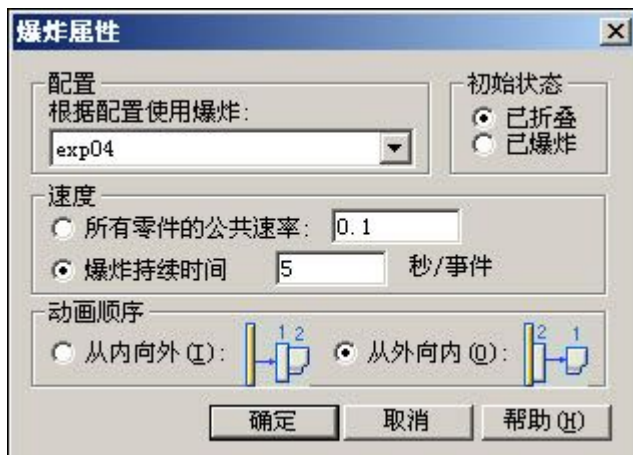 爆炸属性
配置
根据配置使用爆炸:
exp04
初始状态
已折叠
已爆炸
速度
所有零件的公共速率: 0.1
爆炸持续时间 5 秒/事件
动画顺序
从内向外(I): 1 2
从外向内(O): 2 1
确定 取消 帮助(H)